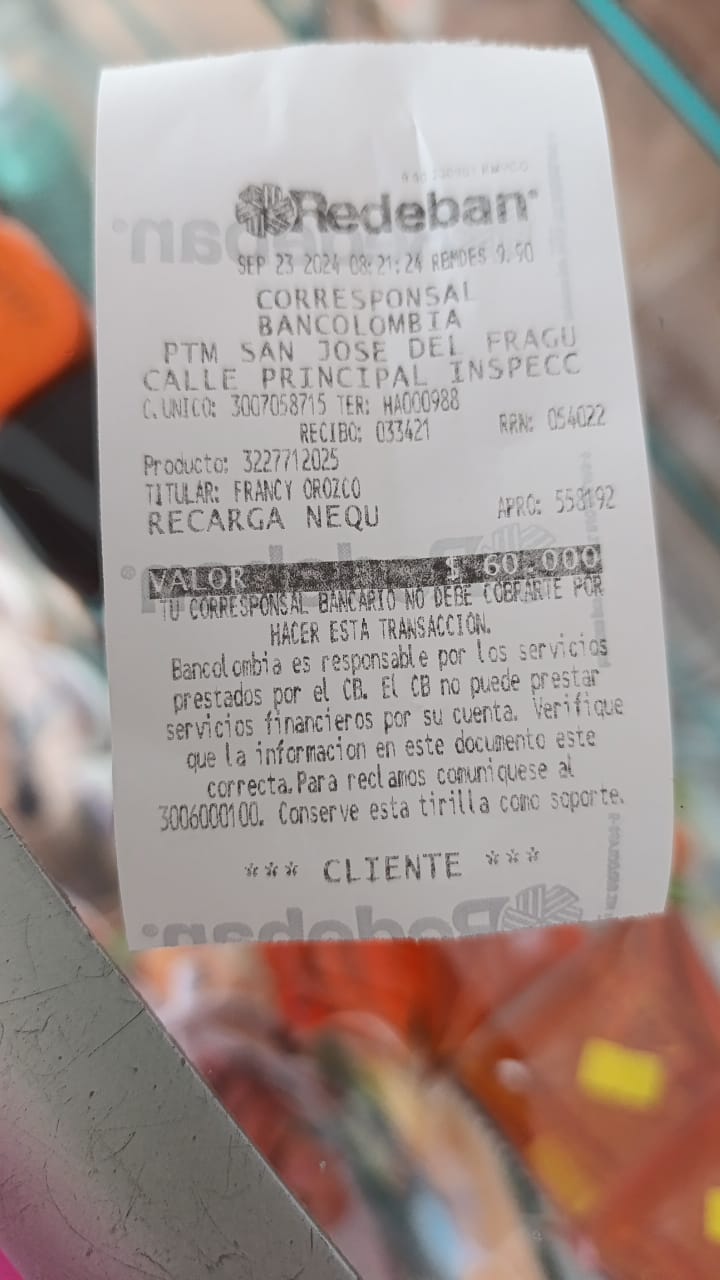 Redeban
SEP 23 2024 08:21:24 RBMDES 9.90
CORRESPONSAL
BANCOLOMBIA
PTM SAN JOSE DEL FRAGU
CALLE PRINCIPAL INSPECC
C.UNICO: 3007058715 TER: HA000988
RECIBO: 033421 RRN: 054022
Producto: 3227712025
TITULAR: FRANCY OROZCO
RECARGA NEQU APRO: 558192
VALOR $ 60.000
TU CORRESPONSAL BANCARIO NO DEBE COBRARTE POR
HACER ESTA TRANSACCION.
Bancolombia es responsable por los servicios
prestados por el CB. El CB no puede prestar
servicios financieros por su cuenta. Verifique
que la informacion en este documento este
correcta.Para reclamos comuniquese al
3006000100. Conserve esta tirilla como soporte.
*** CLIENTE ***